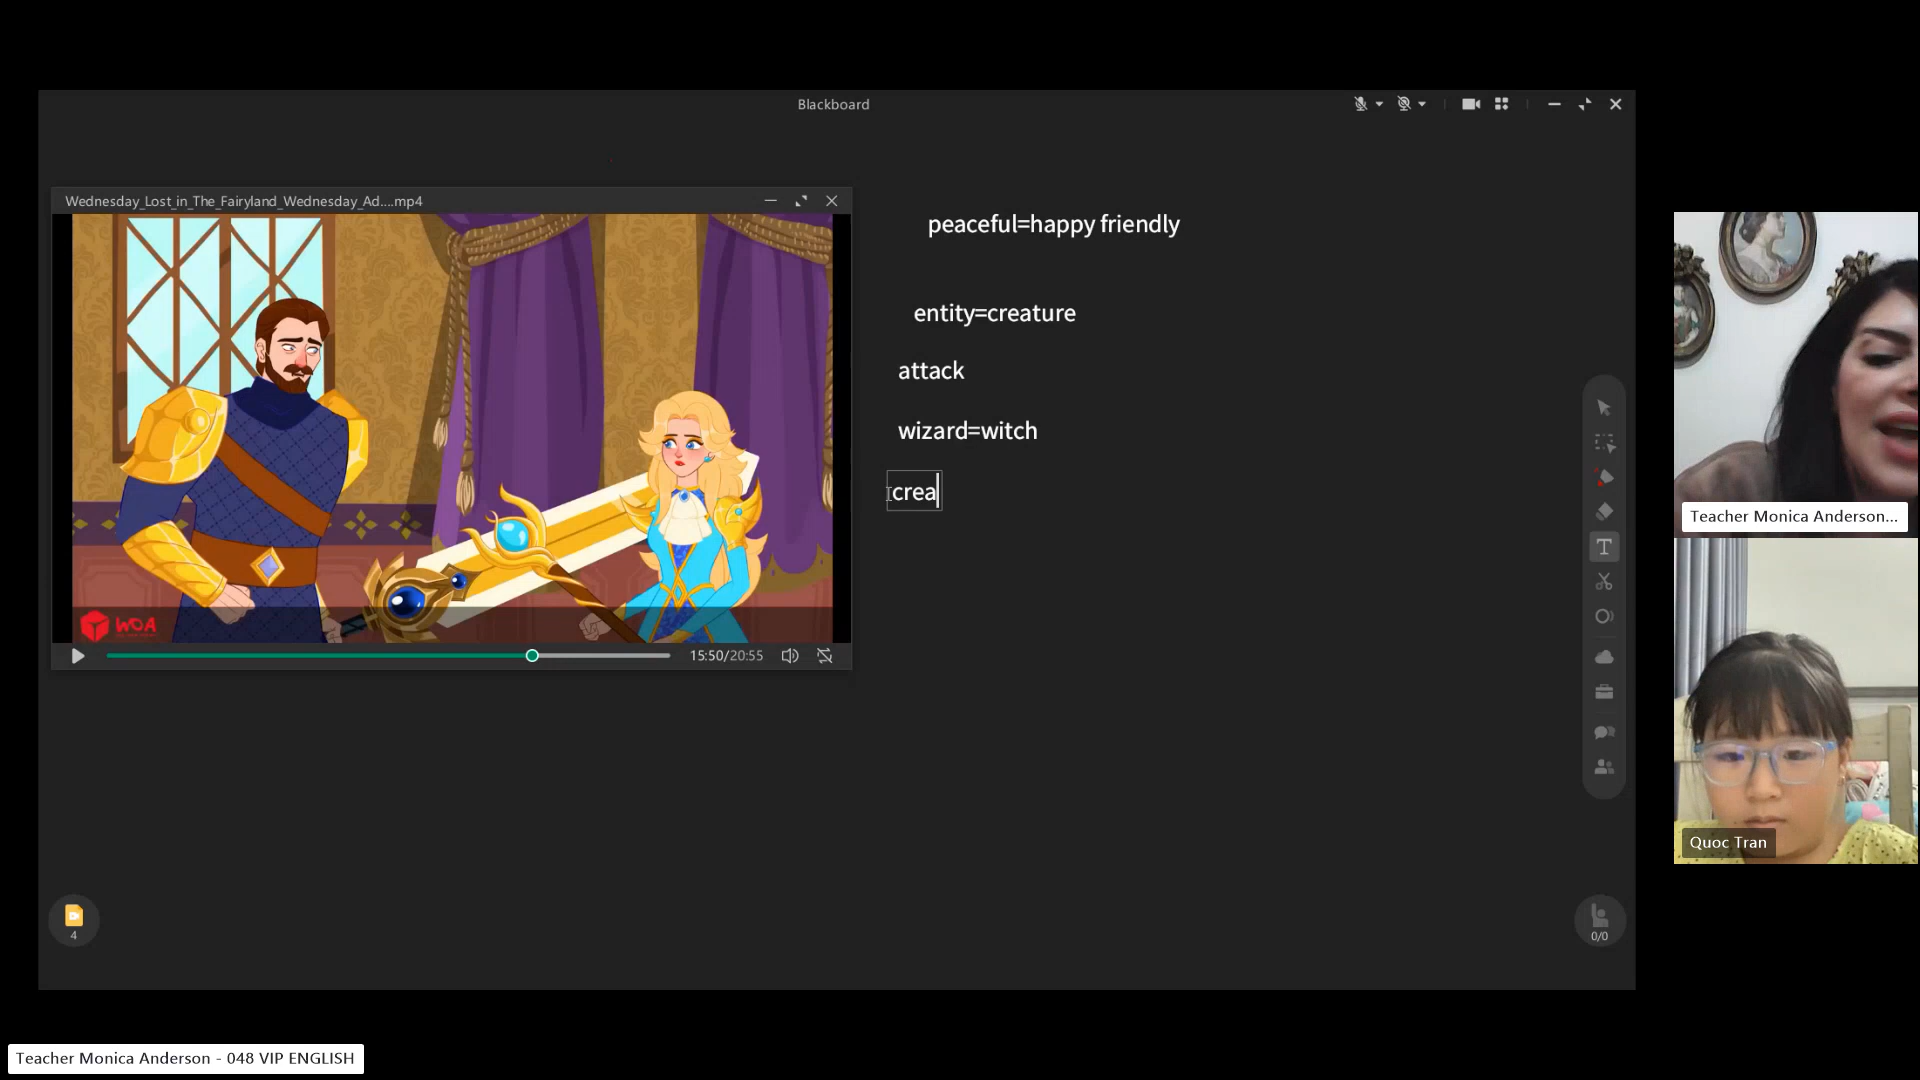 Blackboard
Wednesday_Lost_in_The_Fairyland_Wednesday_Ad....mp4
peaceful=happy friendly
entity=creature
attack
wizard=witch
crea
WOA
15:50/20:55
Teacher Monica Anderson...
Quoc Tran
4
0/0
Teacher Monica Anderson - 048 VIP ENGLISH